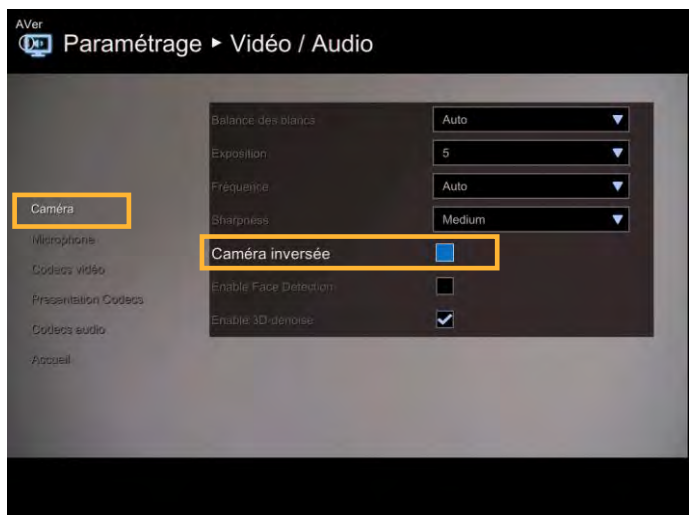 AVer
Paramétrage ► Vidéo / Audio
Balance des blancs Auto
Exposition 5
Fréquence Auto
Caméra
Sharpness Medium
Microphone
Caméra inversée
Codecs vidéo
Enable Face Detection
Presentation Codecs
Enable 3D-denoise
Codecs audio
Accueil